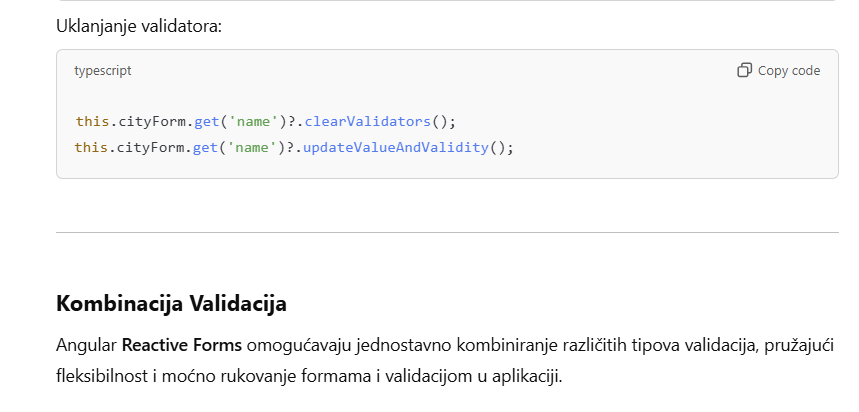 Uklanjanje validatora:
typescript
Copy code
this.cityForm.get('name')?.clearValidators();
this.cityForm.get('name')?.updateValueAndValidity();
Kombinacija Validacija
Angular Reactive Forms omogućavaju jednostavno kombiniranje različitih tipova validacija, pružajući
fleksibilnost i moćno rukovanje formama i validacijom u aplikaciji.